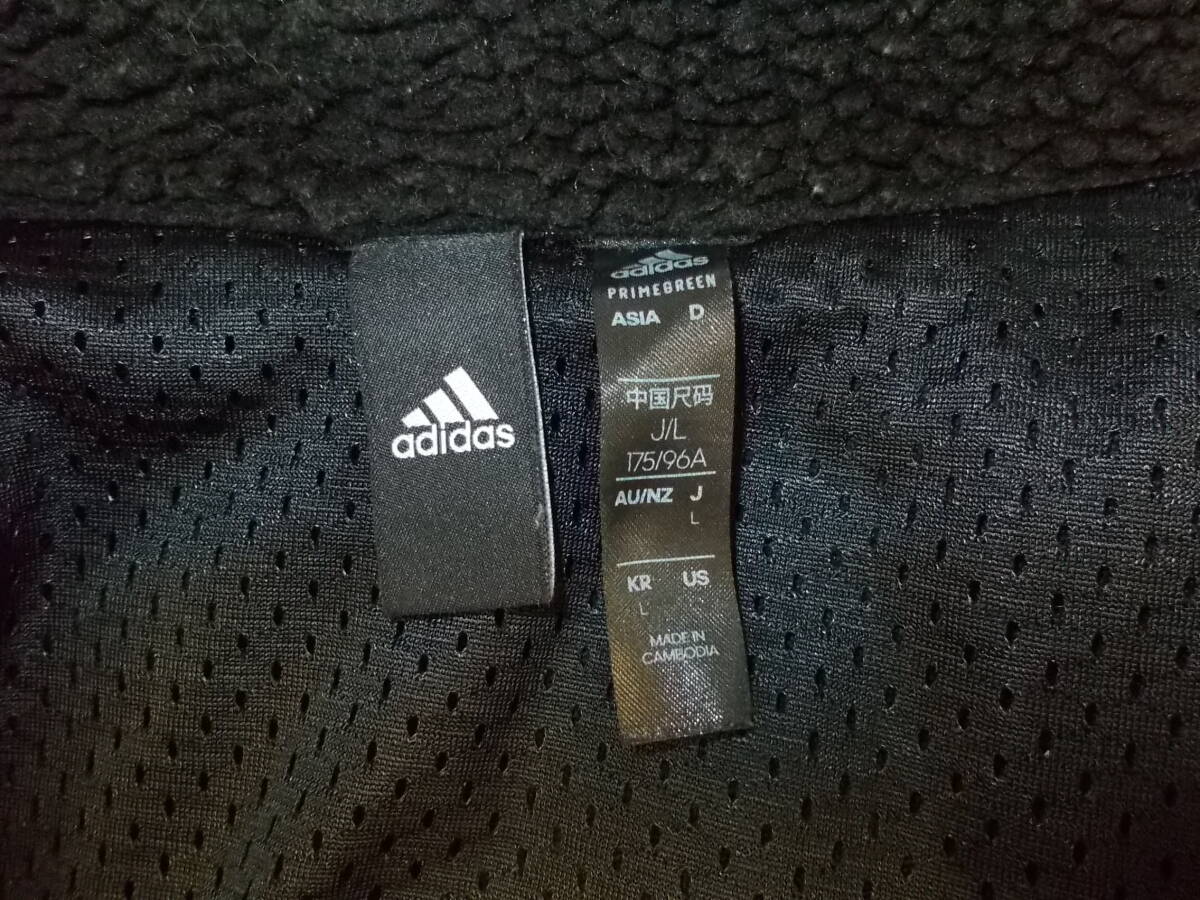 adidas
adidas
PRIMEGREEN
ASIA D
中国尺码
J/L
175/96A
AU/NZ J
L
KR US
L
MADE IN
CAMBODIA